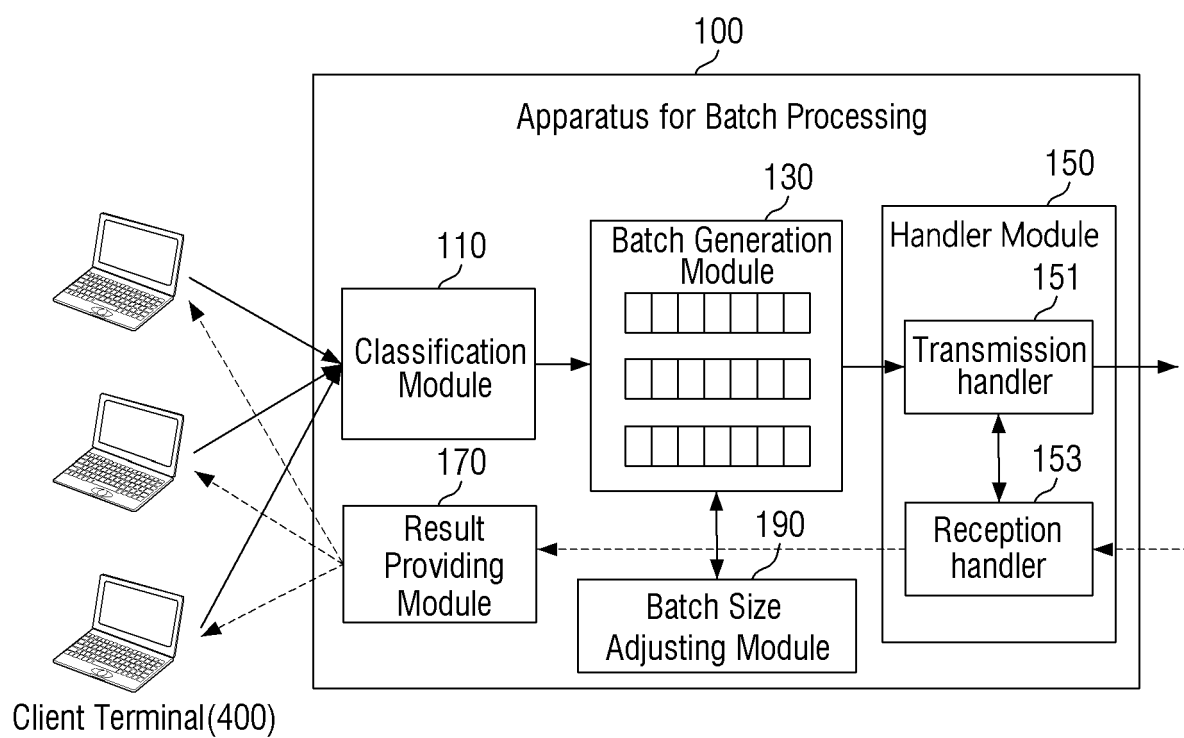 100
Apparatus for Batch Processing
130
150
Batch Generation
Module
Handler Module
110
151
Classification
Module
Transmission
handler
170
153
Result
Providing
Module
190
Reception
handler
Batch Size
Adjusting Module
Client Terminal(400)